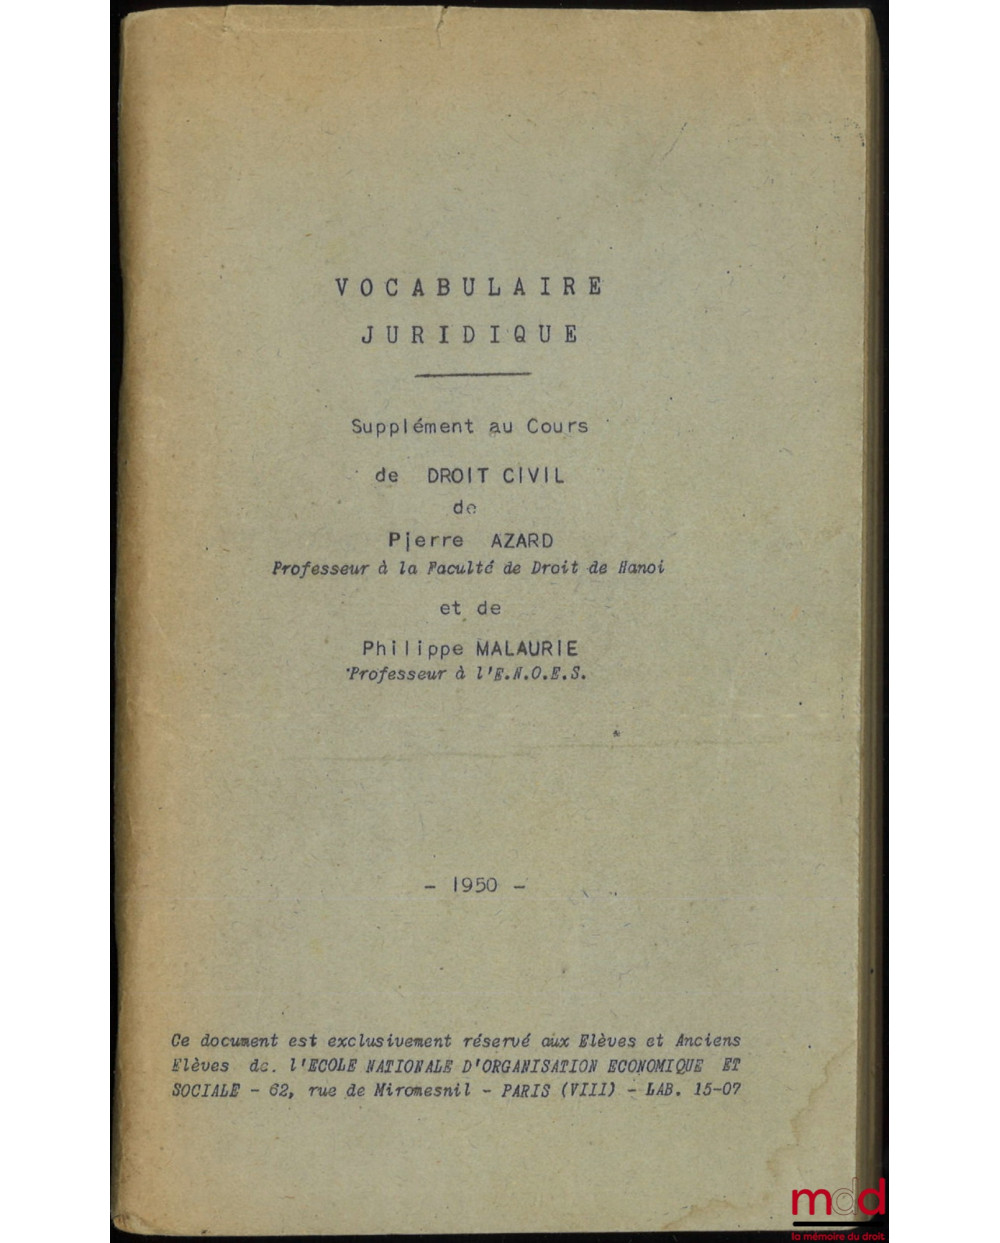 VOCABULAIRE
JURIDIQUE
Supplément au Cours
de DROIT CIVIL
de
Pierre AZARD
Professeur à la Faculté de Droit de Hanoi
et de
Philippe MALAURIE
Professeur à l'E.N.O.E.S.
- 1950 -
Ce document est exclusivement réservé aux Elèves et Anciens
Elèves de. l'ECOLE NATIONALE D'ORGANISATION ECONOMIQUE ET
SOCIALE - 62, rue de Miromesnil - PARIS (VIII) - LAB. 15-07
mdd
la mémoire du droit